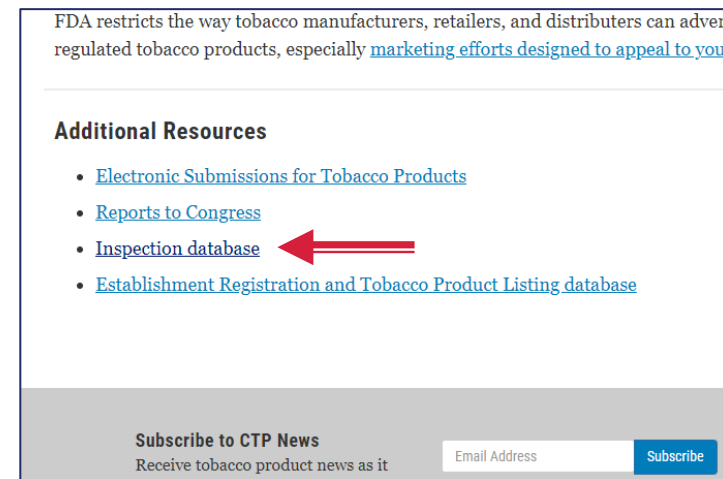 FDA restricts the way tobacco manufacturers, retailers, and distributers can
regulated tobacco products, especially marketing efforts designed to appeal to
Additional Resources
• Electronic Submissions for Tobacco Products
• Reports to Congress
• Inspection database
• Establishment Registration and Tobacco Product Listing database
Subscribe to CTP News
Receive tobacco product news as it
Email Address
Subscribe